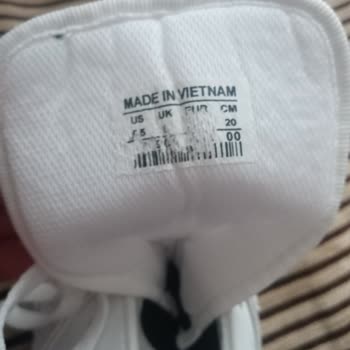 MADE IN VIETNAM
US UK EUR CM
20
00